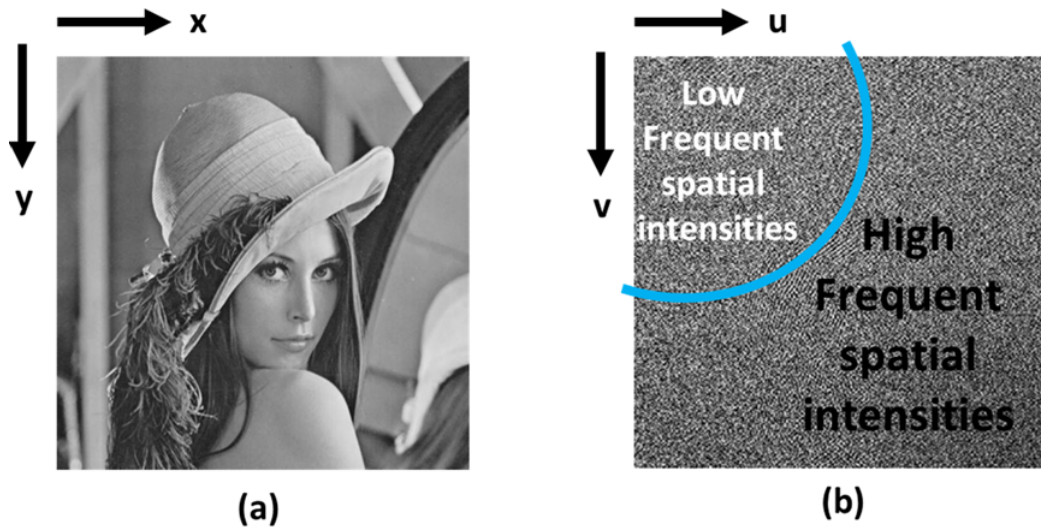 x
y
(a)
u
v
Low
Frequent
spatial
intensities
High
Frequent
spatial
intensities
(b)